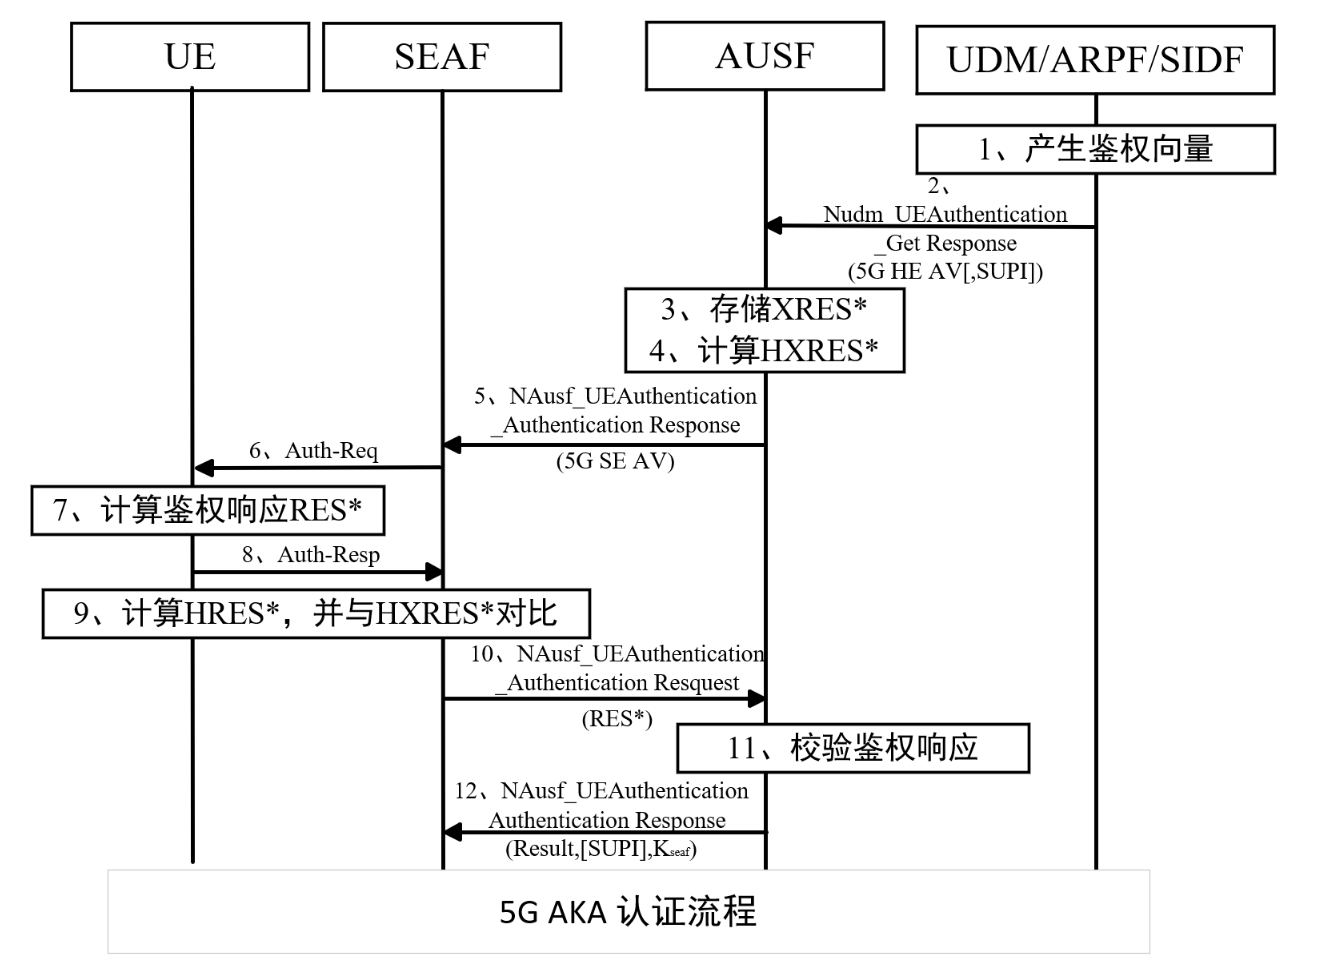 UE
SEAF
AUSF
UDM/ARPF/SIDF
1、产生鉴权向量
2、
Nudm_UEAuthentication
_Get Response
(5G HE AV[,SUPI])
3、存储XRES*
4、计算HXRES*
5、NAusf_UEAuthentication
_Authentication Response
(5G SE AV)
6、Auth-Req
7、计算鉴权响应RES*
8、Auth-Resp
9、计算HRES*，并与HXRES*对比
10、NAusf_UEAuthentication
_Authentication Resquest
(RES*)
11、校验鉴权响应
12、NAusf_UEAuthentication
Authentication Response
(Result,[SUPI],Kseaf)
5G AKA 认证流程